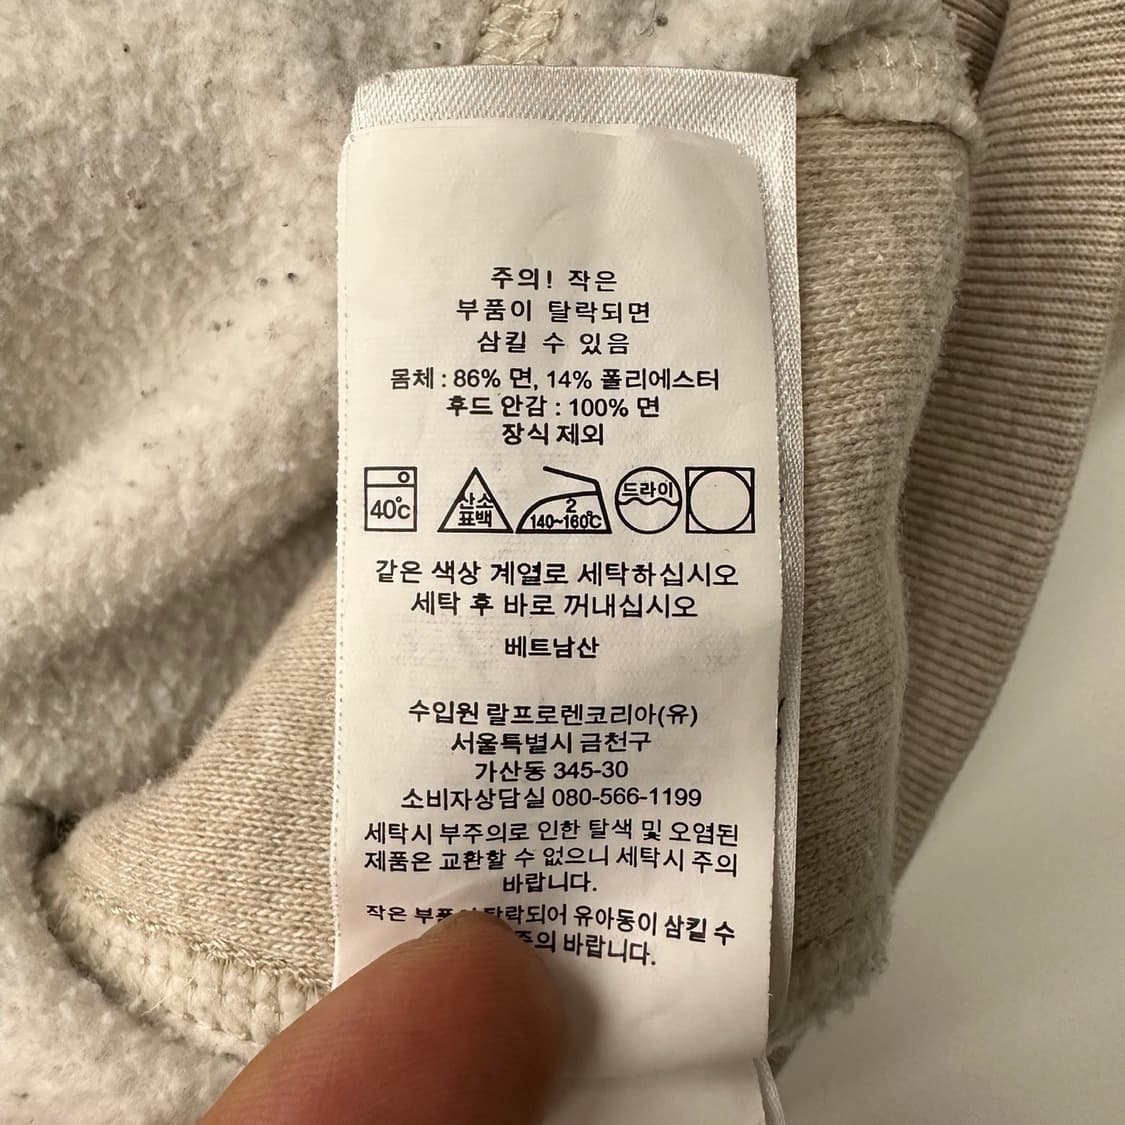 주의! 작은
부품이 탈락되면
삼킬 수 있음
몸체 : 86% 면, 14% 폴리에스터
후드 안감 : 100% 면
장식 제외
40℃ 산소 표백 2 140~160℃ 드라이
같은 색상 계열로 세탁하십시오
세탁 후 바로 꺼내십시오
베트남산
수입원 랄프로렌코리아(유)
서울특별시 금천구
가산동 345-30
소비자상담실 080-566-1199
세탁시 부주의로 인한 탈색 및 오염된
제품은 교환할 수 없으니 세탁시 주의
바랍니다.
작은 탈락되어 유아동이 삼킬 수
주의 바랍니다.